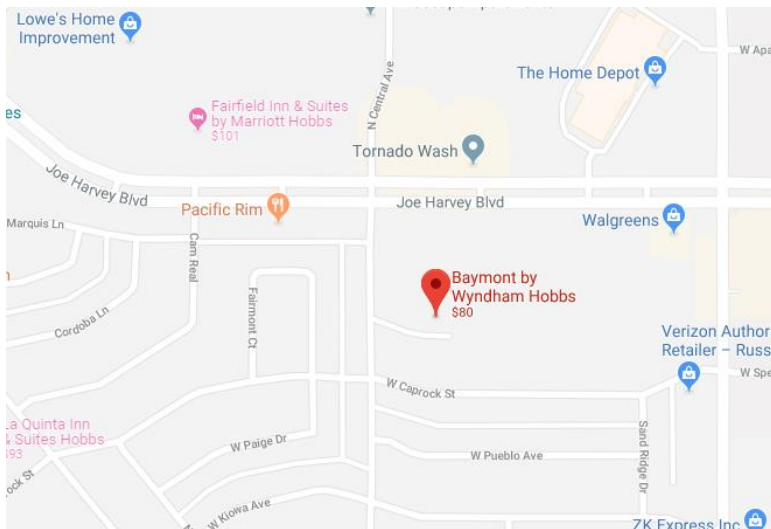 Lowe's Home
Improvement
The Home Depot
W Apa
N Central Ave
Fairfield Inn & Suites
by Marriott Hobbs
$101
es
Tornado Wash
Joe Harvey Blvd
Pacific Rim
Joe Harvey Blvd
Walgreens
Marquis Ln
Cam Real
Baymont by
Wyndham Hobbs
$80
Fairmont Ct
Cordoba Ln
Verizon Author
Retailer – Russ
W Spe
W Caprock St
La Quinta Inn
& Suites Hobbs
$93
W Paige Dr
W Pueblo Ave
Sand Ridge Dr
rock St
W Kiowa Ave
ZK Express Inc